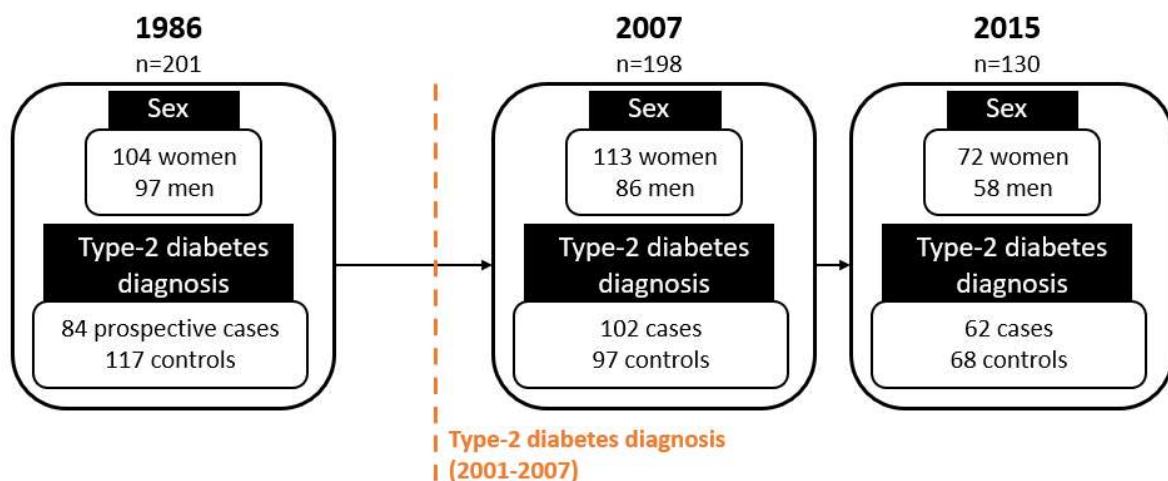 1986
n=201
Sex
104 women
97 men
Type-2 diabetes
diagnosis
84 prospective cases
117 controls
2007
n=198
Sex
113 women
86 men
Type-2 diabetes
diagnosis
102 cases
97 controls
2015
n=130
Sex
72 women
58 men
Type-2 diabetes
diagnosis
62 cases
68 controls
Type-2 diabetes diagnosis
(2001-2007)